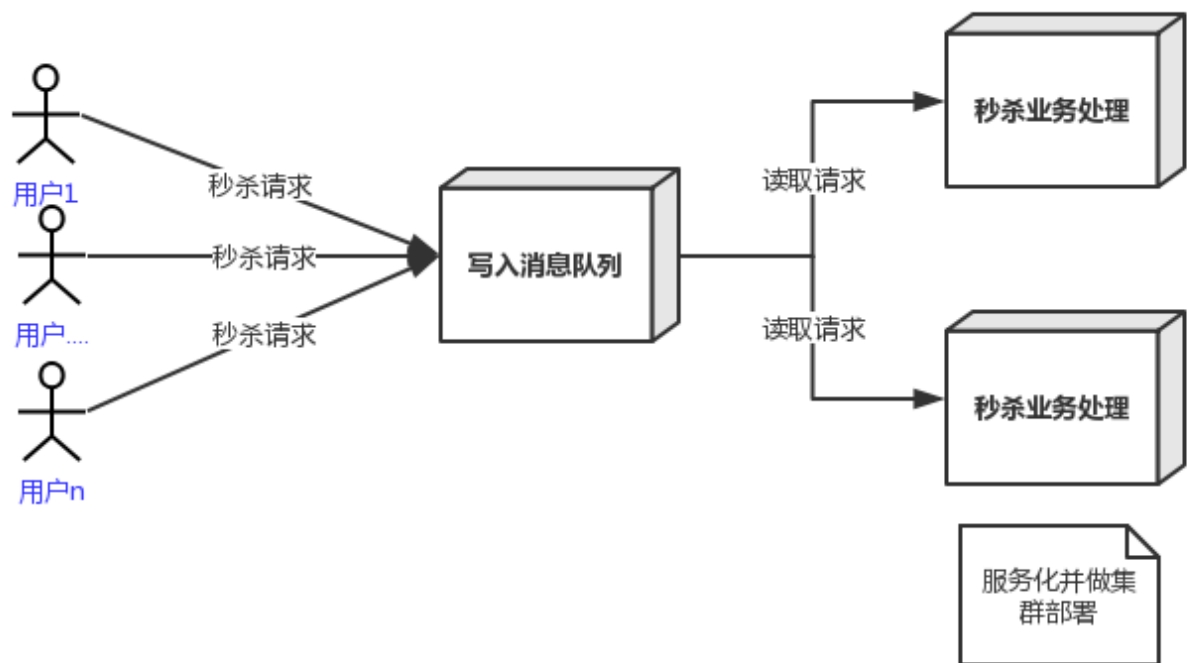 用户1
秒杀请求
用户....
秒杀请求
用户n
秒杀请求
写入消息队列
读取请求
读取请求
秒杀业务处理
秒杀业务处理
服务化并做集
群部署